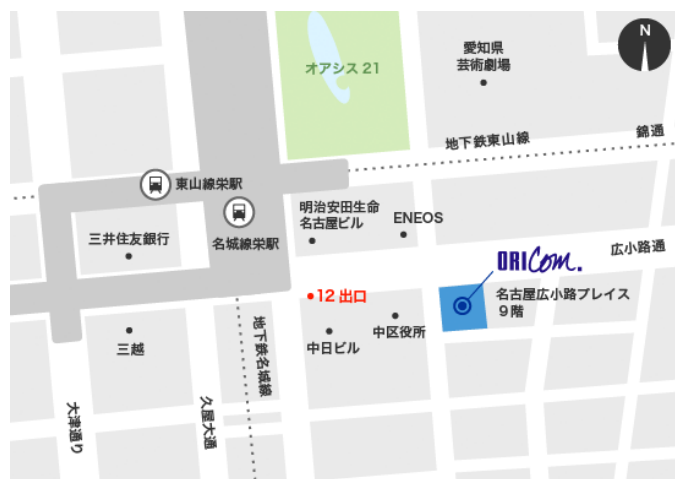 N
愛知県
芸術劇場
オアシス 21
地下鉄東山線
錦通
東山線栄駅
明治安田生命
名古屋ビル
ENEOS
三井住友銀行
名城線栄駅
広小路通
ORICom.
12 出口
名古屋広小路プレイス
9階
中日ビル
中区役所
三越
地下鉄名城線
大津通り
久屋大通